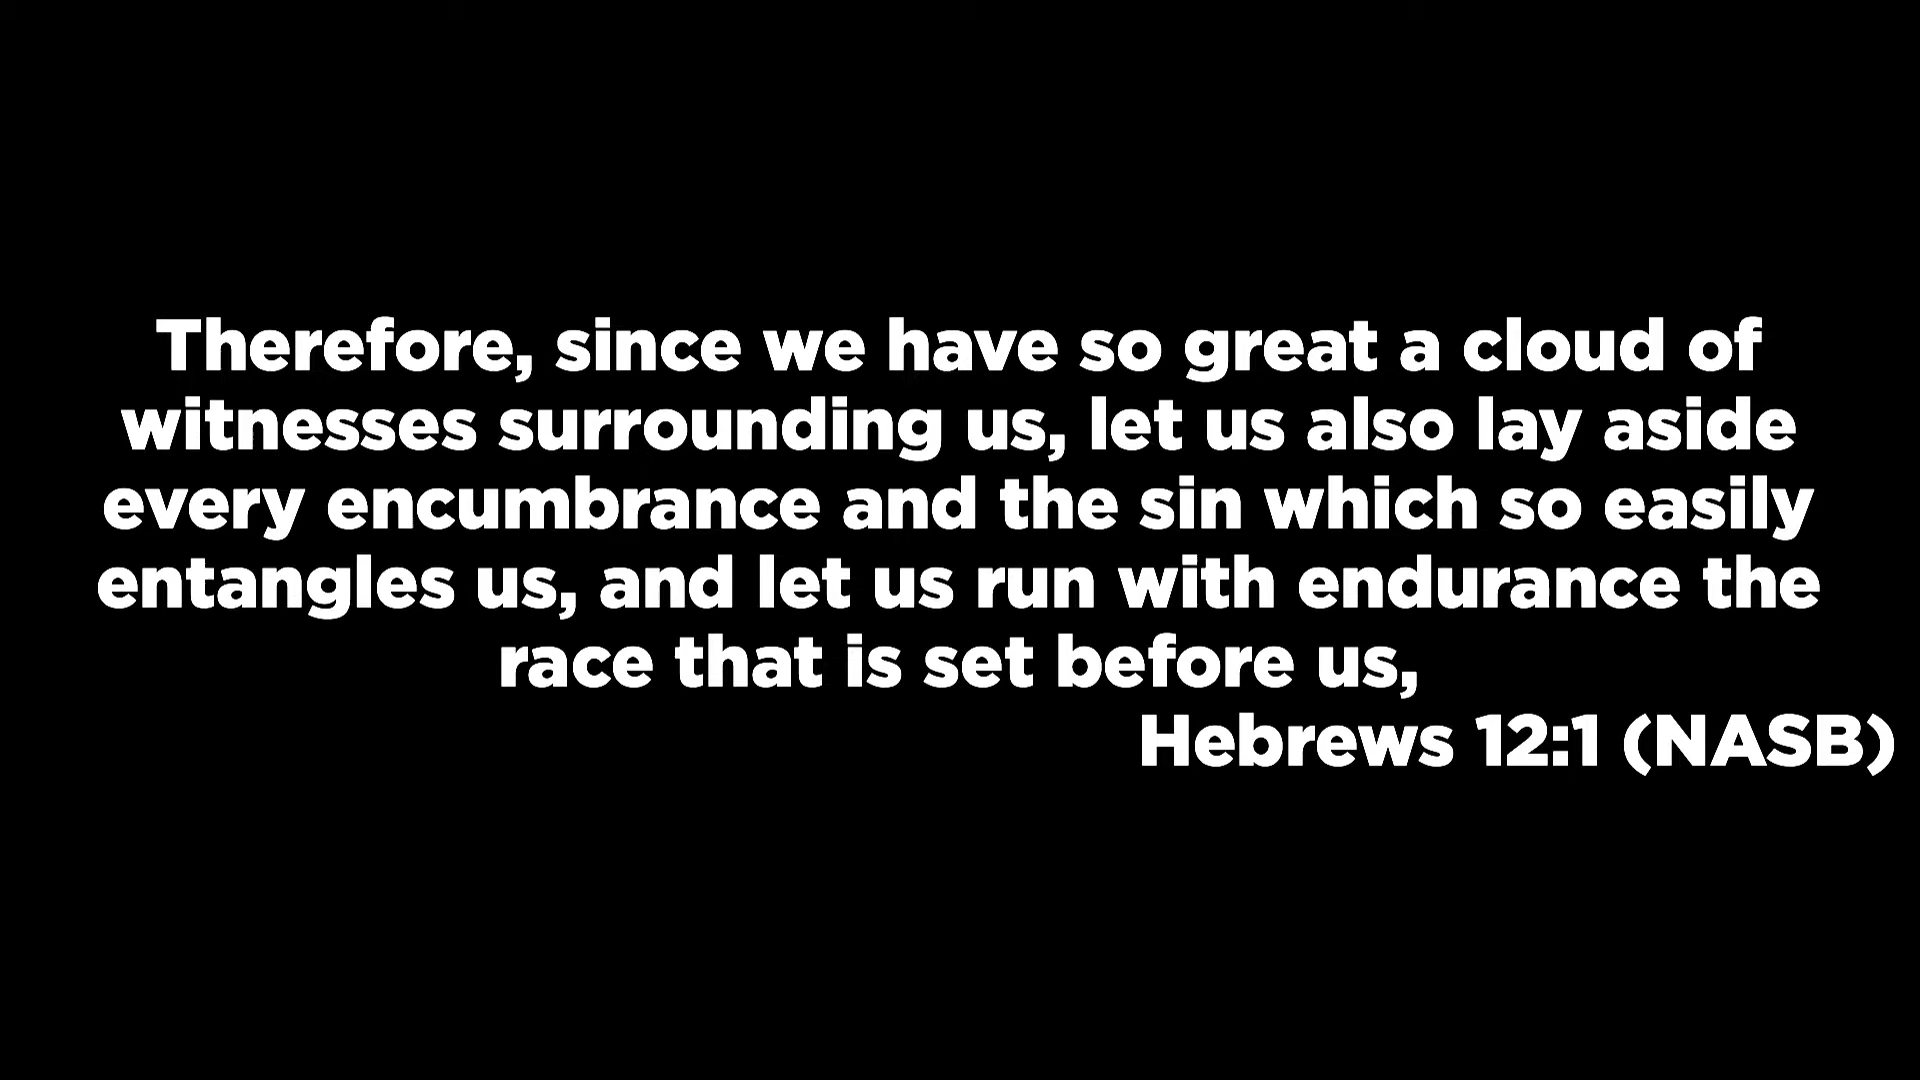 Therefore, since we have so great a cloud of
witnesses surrounding us, let us also lay aside
every encumbrance and the sin which so easily
entangles us, and let us run with endurance the
race that is set before us,
Hebrews 12:1 (NASB)